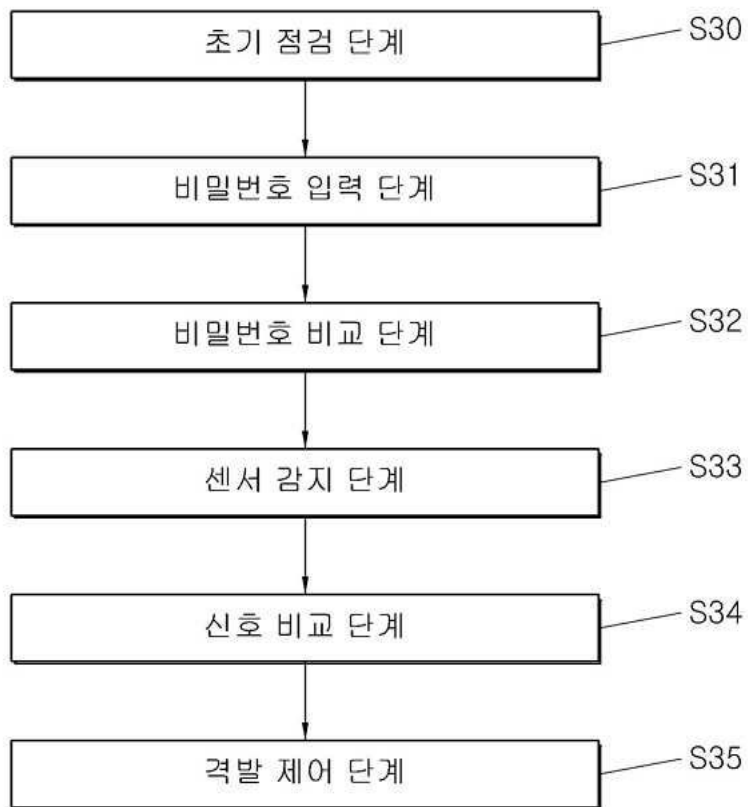 초기 점검 단계 S30
비밀번호 입력 단계 S31
비밀번호 비교 단계 S32
센서 감지 단계 S33
신호 비교 단계 S34
격발 제어 단계 S35